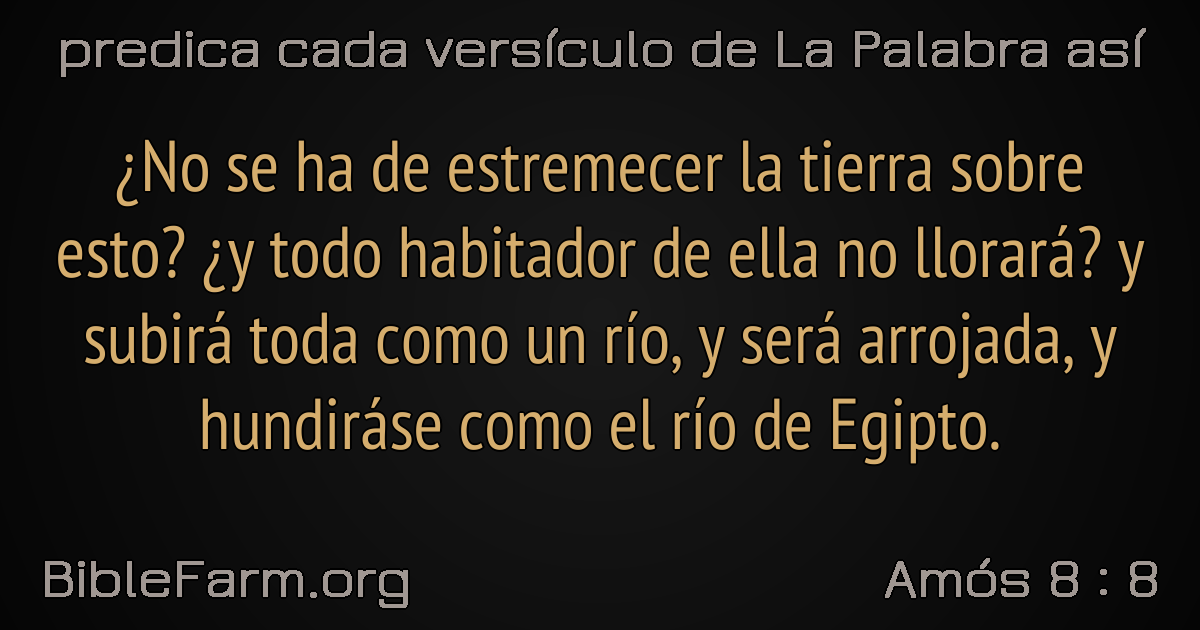 predica cada versículo de La Palabra así
¿No se ha de estremecer la tierra sobre
esto? ¿y todo habitador de ella no llorará? y
subirá toda como un río, y será arrojada, y
hundiráse como el río de Egipto.
BibleFarm.org
Amós 8 : 8